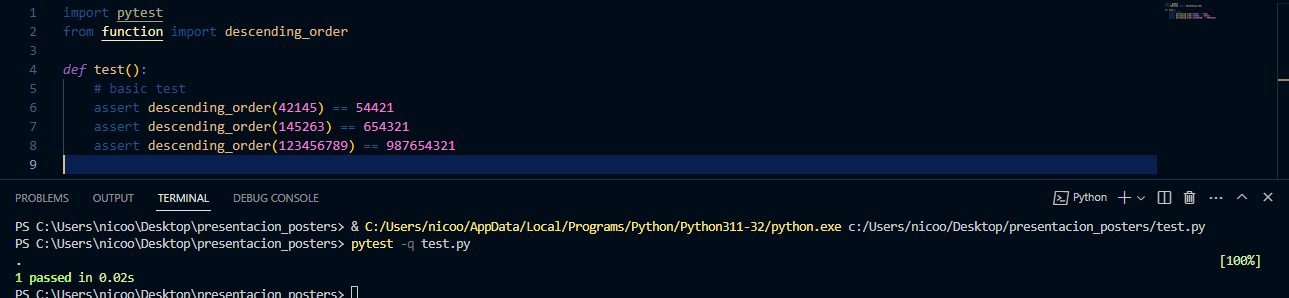 1 import pytest
2 from function import descending_order
3
4 def test():
5 # basic test
6 assert descending_order(42145) == 54421
7 assert descending_order(145263) == 654321
8 assert descending_order(123456789) == 987654321
9
PROBLEMS OUTPUT TERMINAL DEBUG CONSOLE Python
PS C:\Users\nicoo\Desktop\presentacion_posters> & C:/Users/nicoo/AppData/Local/Programs/Python/Python311-32/python.exe c:/Users/nicoo/Desktop/presentacion_posters/test.py
PS C:\Users\nicoo\Desktop\presentacion_posters> pytest -q test.py
. [100%]
1 passed in 0.02s
PS C:\Users\nicoo\Desktop\presentacion_posters>